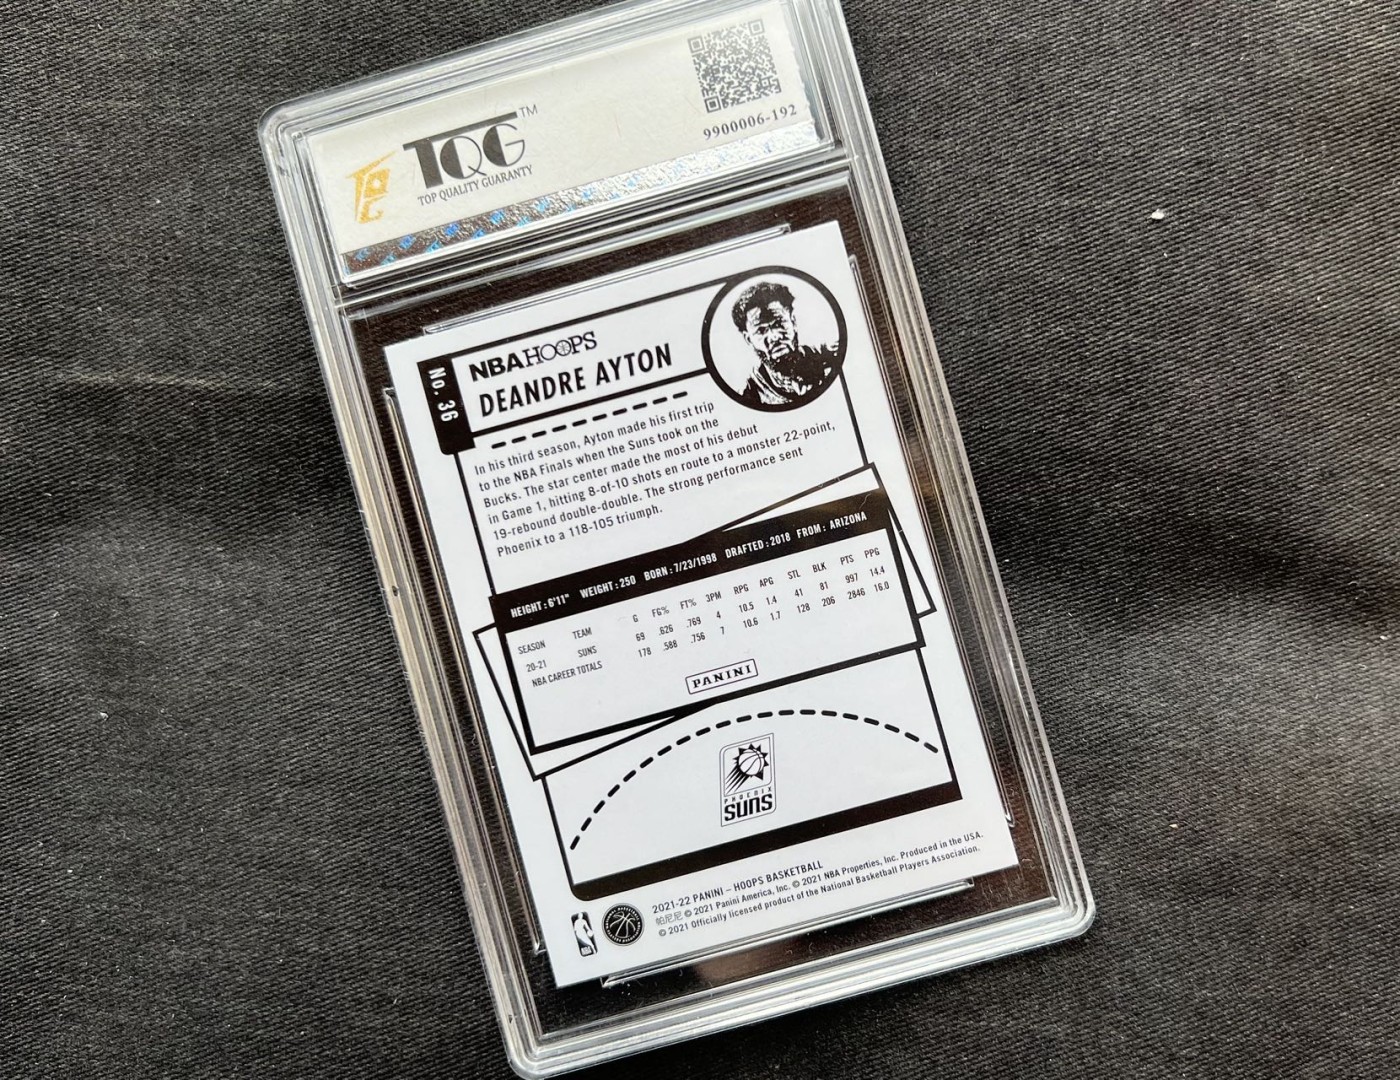 TQG™
TOP QUALITY GUARANTY
9900006-192
No. 36
NBA HOOPS
DEANDRE AYTON
In his third season, Ayton made his first trip
to the NBA Finals when the Suns took on the
Bucks. The star center made the most of his debut
in Game 1, hitting 8-of-10 shots en route to a monster 22-point,
19-rebound double-double. The strong performance sent
Phoenix to a 118-105 triumph.
HEIGHT: 6'11" WEIGHT: 250 BORN: 7/23/1998 DRAFTED: 2018 FROM: ARIZONA
SEASON TEAM G FG% FT% 3PM RPG APG STL BLK PTS PPG
20-21 SUNS 69 .626 .769 4 10.5 1.4 41 81 997 14.4
NBA CAREER TOTALS 178 .588 .756 7 10.6 1.7 128 206 2846 16.0
PANINI
PHOENIX
SUNS
2021-22 PANINI – HOOPS BASKETBALL
帕尼尼 © 2021 Panini America, Inc. © 2021 NBA Properties, Inc. Produced in the USA.
© 2021 Officially licensed product of the National Basketball Players Association.